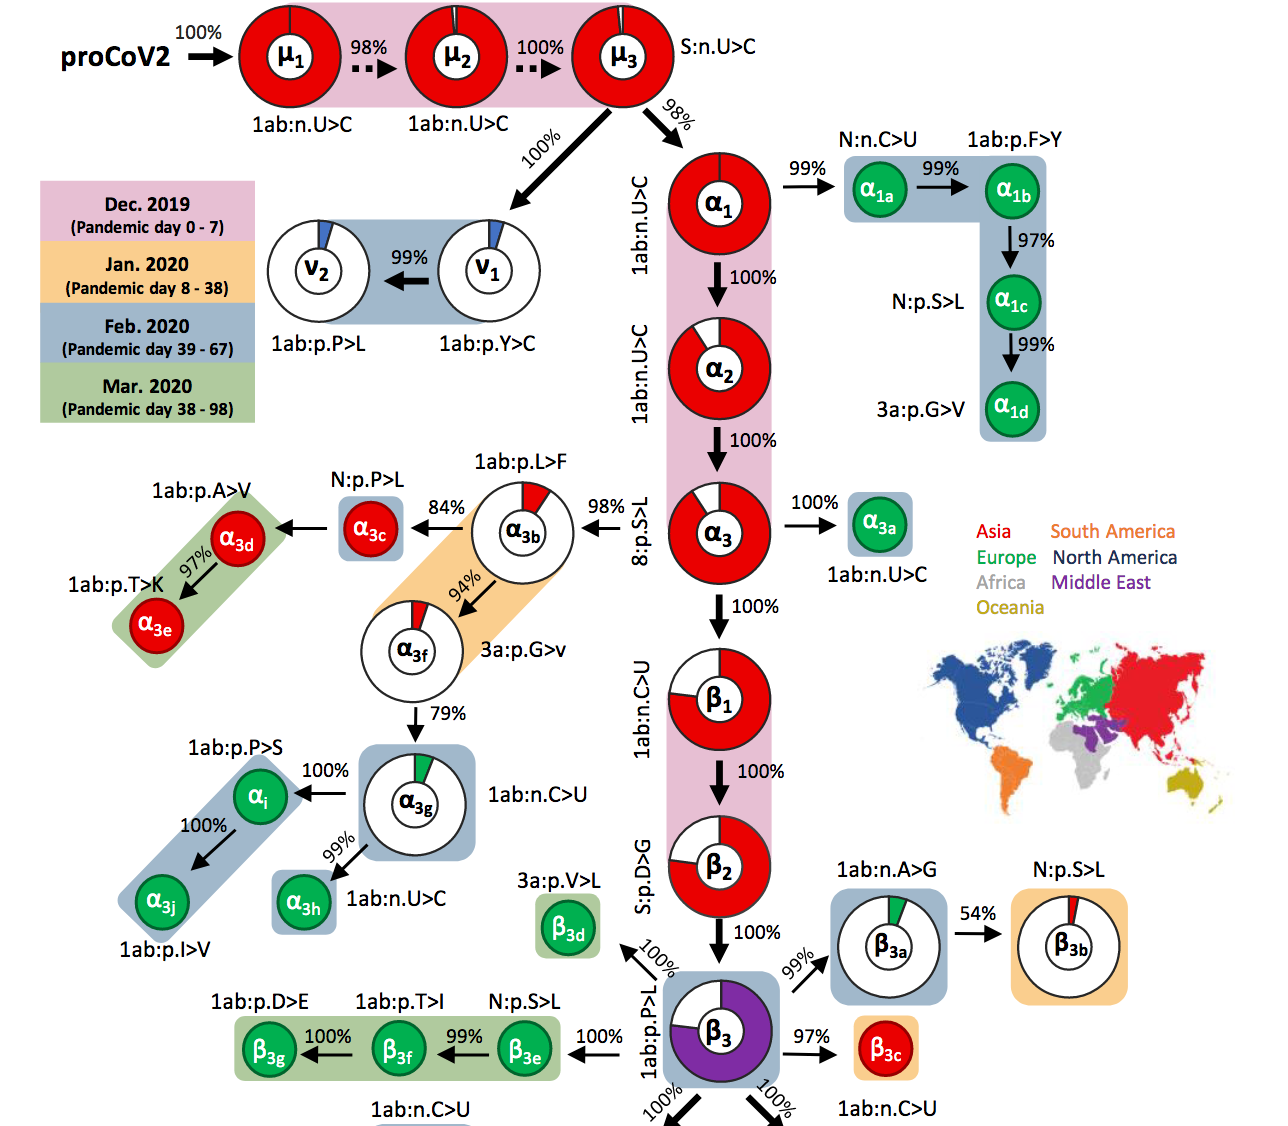 proCoV2
100%
μ1
98%
μ2
100%
μ3
S:n.U>C
1ab:n.U>C
1ab:n.U>C
100%
98%
Dec. 2019
(Pandemic day 0 - 7)
Jan. 2020
(Pandemic day 8 - 38)
Feb. 2020
(Pandemic day 39 - 67)
Mar. 2020
(Pandemic day 38 - 98)
ν2
99%
ν1
1ab:p.P>L
1ab:p.Y>C
1ab:n.U>C
α1
99%
N:n.C>U
α1a
99%
1ab:p.F>Y
α1b
97%
N:p.S>L
α1c
99%
3a:p.G>V
α1d
100%
1ab:n.U>C
α2
100%
8:p.S>L
α3
100%
α3a
1ab:n.U>C
98%
1ab:p.L>F
α3b
84%
N:p.P>L
α3c
1ab:p.A>V
α3d
97%
1ab:p.T>K
α3e
94%
α3f
3a:p.G>v
79%
α3g
1ab:n.C>U
100%
1ab:p.P>S
αi
100%
α3j
1ab:p.I>V
99%
α3h
1ab:n.U>C
100%
1ab:n.C>U
β1
100%
S:p.D>G
β2
100%
1ab:p.P>L
β3
99%
1ab:n.A>G
β3a
54%
N:p.S>L
β3b
97%
β3c
1ab:n.C>U
100%
3a:p.V>L
β3d
100%
N:p.S>L
β3e
99%
1ab:p.T>I
β3f
100%
1ab:p.D>E
β3g
100%
100%
1ab:n.C>U
Asia
South America
Europe
North America
Africa
Middle East
Oceania